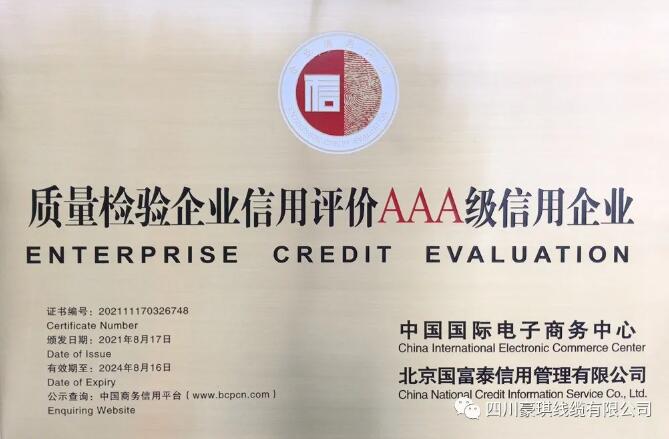 信
质量检验企业信用评价AAA级信用企业
ENTERPRISE CREDIT EVALUATION
证书编号：202111170326748
Certificate Number
颁发日期：2021年8月17日
Date of Issue
有效期至：2024年8月16日
Date of Expiry
公示查询：中国商务信用平台（www.bcpcn.com）
Enquiring Website
中国国际电子商务中心
China International Electronic Commerce Center
北京国富泰信用管理有限公司
China National Credit Information Service Co., Ltd.
四川豪琪线缆有限公司